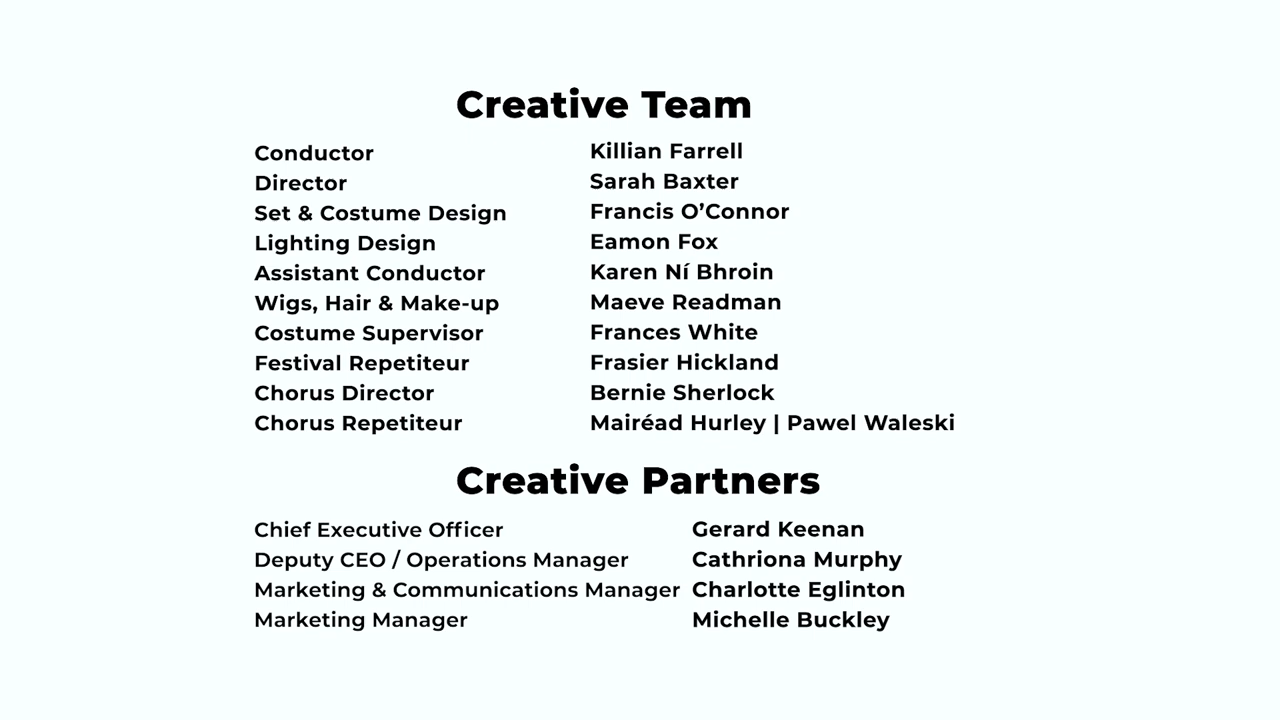 Creative Team
Conductor Killian Farrell
Director Sarah Baxter
Set & Costume Design Francis O’Connor
Lighting Design Eamon Fox
Assistant Conductor Karen Ní Bhroin
Wigs, Hair & Make-up Maeve Readman
Costume Supervisor Frances White
Festival Repetiteur Frasier Hickland
Chorus Director Bernie Sherlock
Chorus Repetiteur Mairéad Hurley | Pawel Waleski
Creative Partners
Chief Executive Officer Gerard Keenan
Deputy CEO / Operations Manager Cathriona Murphy
Marketing & Communications Manager Charlotte Eglinton
Marketing Manager Michelle Buckley